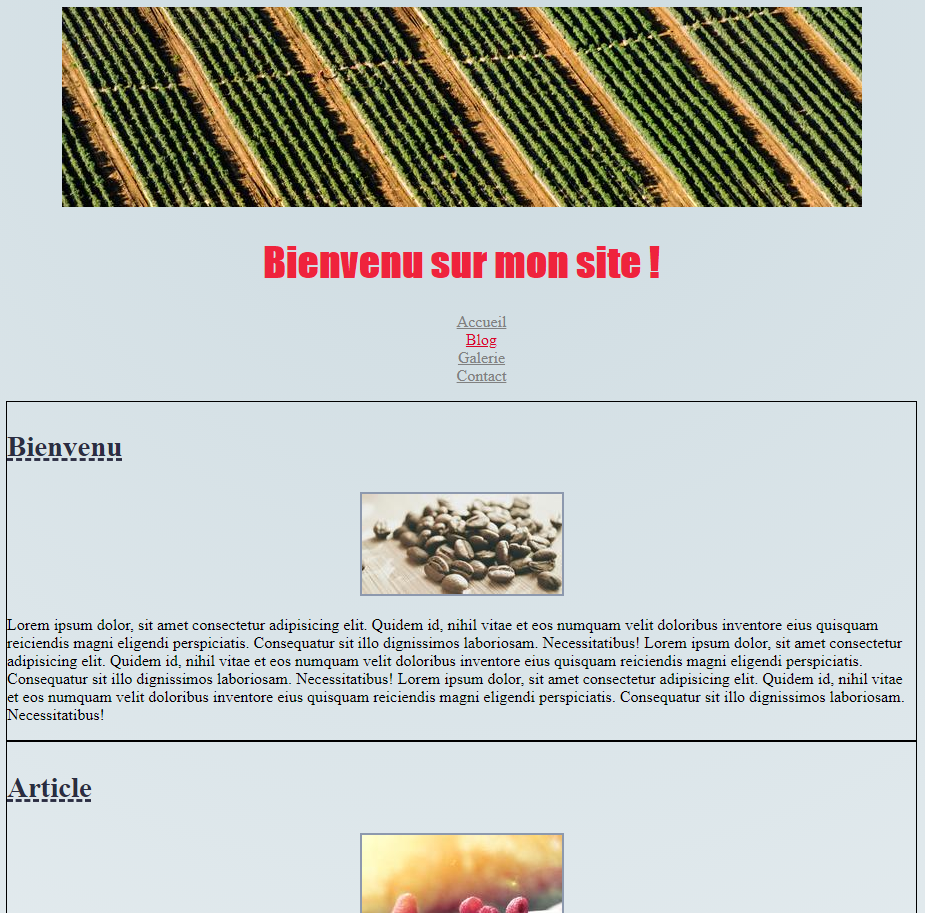 Bienvenu sur mon site !
Accueil
Blog
Galerie
Contact
Bienvenu
Lorem ipsum dolor, sit amet consectetur adipisicing elit. Quidem id, nihil vitae et eos numquam velit doloribus inventore eius quisquam
reiciendis magni eligendi perspiciatis. Consequatur sit illo dignissimos laboriosam. Necessitatibus! Lorem ipsum dolor, sit amet consectetur
adipisicing elit. Quidem id, nihil vitae et eos numquam velit doloribus inventore eius quisquam reiciendis magni eligendi perspiciatis.
Consequatur sit illo dignissimos laboriosam. Necessitatibus! Lorem ipsum dolor, sit amet consectetur adipisicing elit. Quidem id, nihil vitae
et eos numquam velit doloribus inventore eius quisquam reiciendis magni eligendi perspiciatis. Consequatur sit illo dignissimos laboriosam.
Necessitatibus!
Article